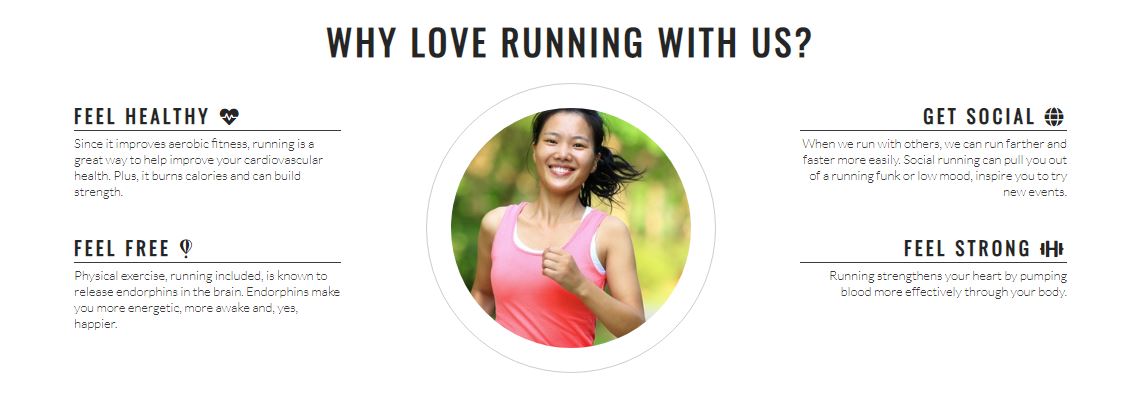 WHY LOVE RUNNING WITH US?
FEEL HEALTHY
Since it improves aerobic fitness, running is a
great way to help improve your cardiovascular
health. Plus, it burns calories and can build
strength.
FEEL FREE
Physical exercise, running included, is known to
release endorphins in the brain. Endorphins make
you more energetic, more awake and, yes,
happier.
GET SOCIAL
When we run with others, we can run farther and
faster more easily. Social running can pull you out
of a running funk or low mood, inspire you to try
new events.
FEEL STRONG
Running strengthens your heart by pumping
blood more effectively through your body.